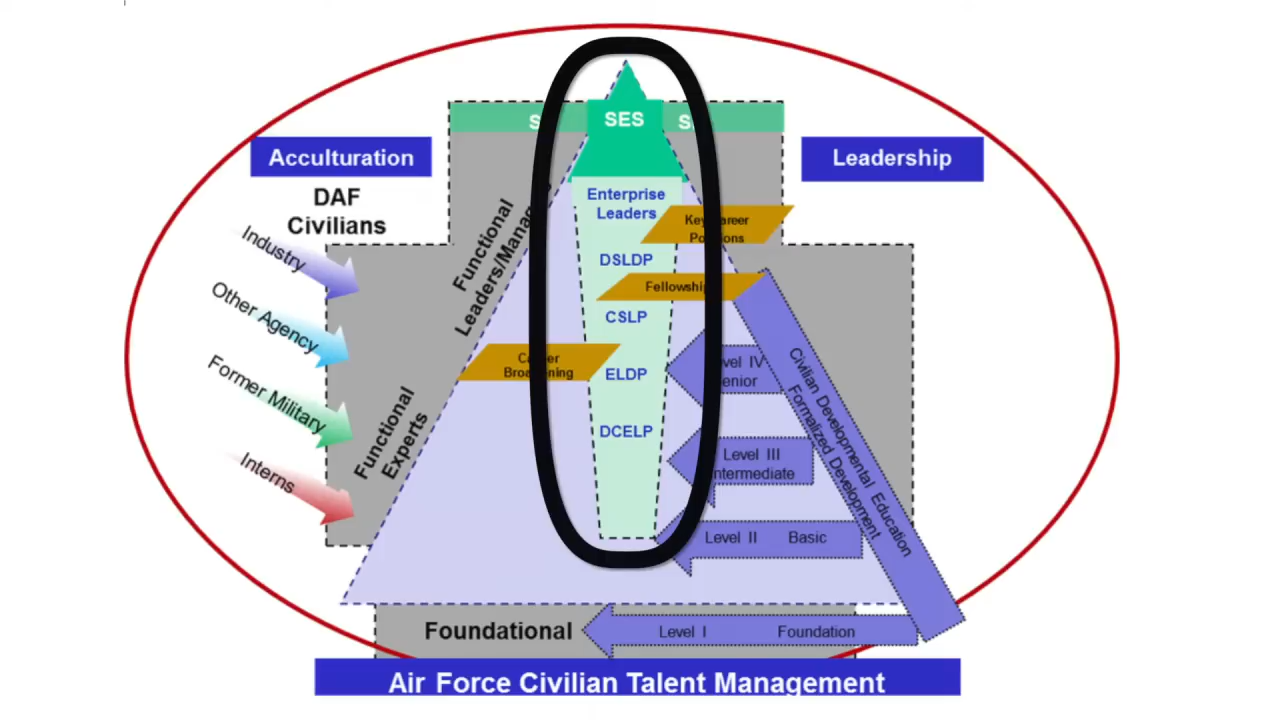 SES
Acculturation
Leadership
DAF
Civilians
Enterprise
Leaders
Functional
Key
Positions
Industry
DSLDP
Other Agency
CSLP
Former Military
Level IV
Senior
ELDP
Functional
Experts
DCELP
Level III
Intermediate
Interns
Civilian Developmental Education
Formalized Development
Level II Basic
Foundational
Level I Foundation
Air Force Civilian Talent Management